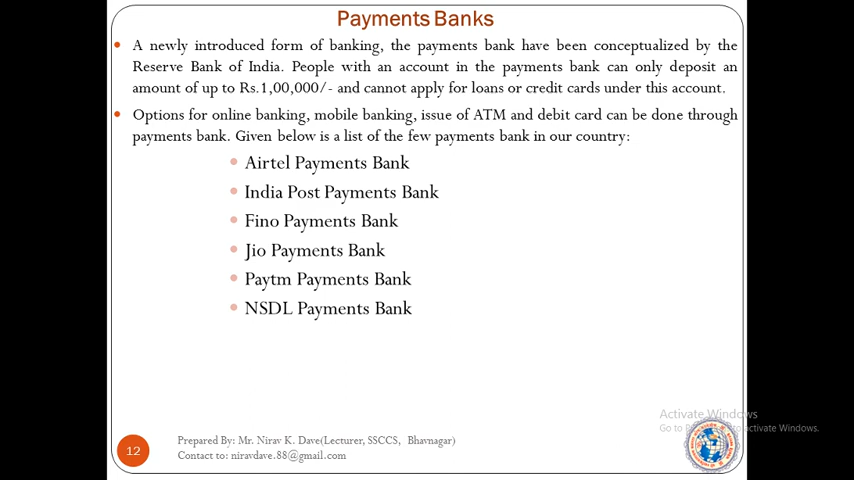 Payments Banks
A newly introduced form of banking, the payments bank have been conceptualized by the
Reserve Bank of India. People with an account in the payments bank can only deposit an
amount of up to Rs.1,00,000/- and cannot apply for loans or credit cards under this account.
Options for online banking, mobile banking, issue of ATM and debit card can be done through
payments bank. Given below is a list of the few payments bank in our country:
Airtel Payments Bank
India Post Payments Bank
Fino Payments Bank
Jio Payments Bank
Paytm Payments Bank
NSDL Payments Bank
Activate Windows
Go to activate Windows.
12
Prepared By: Mr. Nirav K. Dave(Lecturer, SSCCS, Bhavnagar)
Contact to: niravdave.88@gmail.com